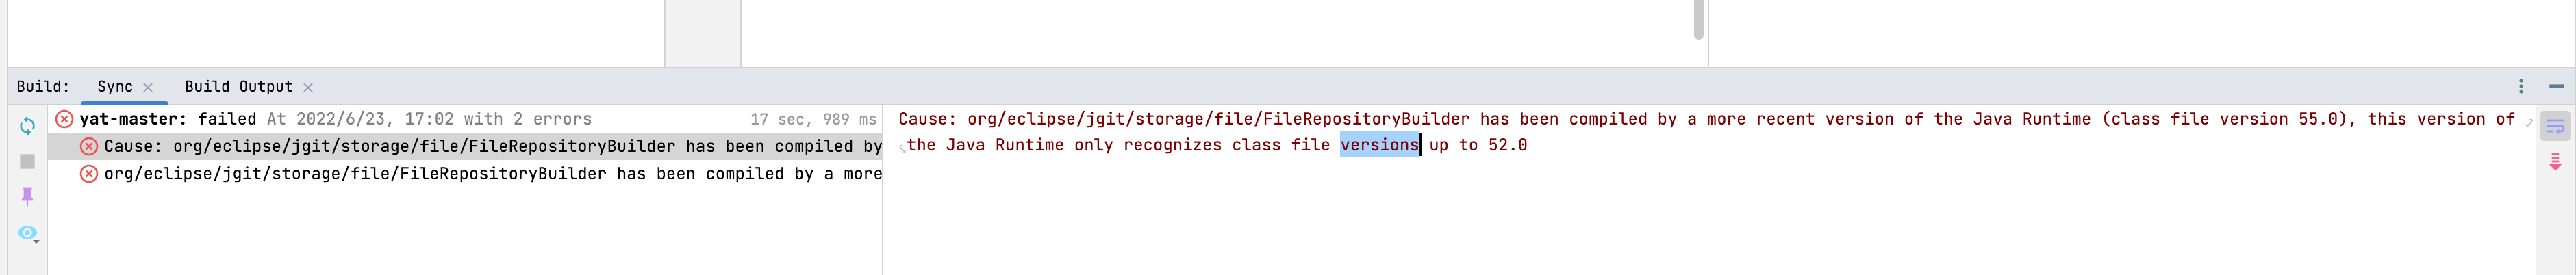 Build: Sync Build Output
yat-master: failed At 2022/6/23, 17:02 with 2 errors 17 sec, 989 ms
Cause: org/eclipse/jgit/storage/file/FileRepositoryBuilder has been compiled by
org/eclipse/jgit/storage/file/FileRepositoryBuilder has been compiled by a more
Cause: org/eclipse/jgit/storage/file/FileRepositoryBuilder has been compiled by a more recent version of the Java Runtime (class file version 55.0), this version of
the Java Runtime only recognizes class file versions up to 52.0